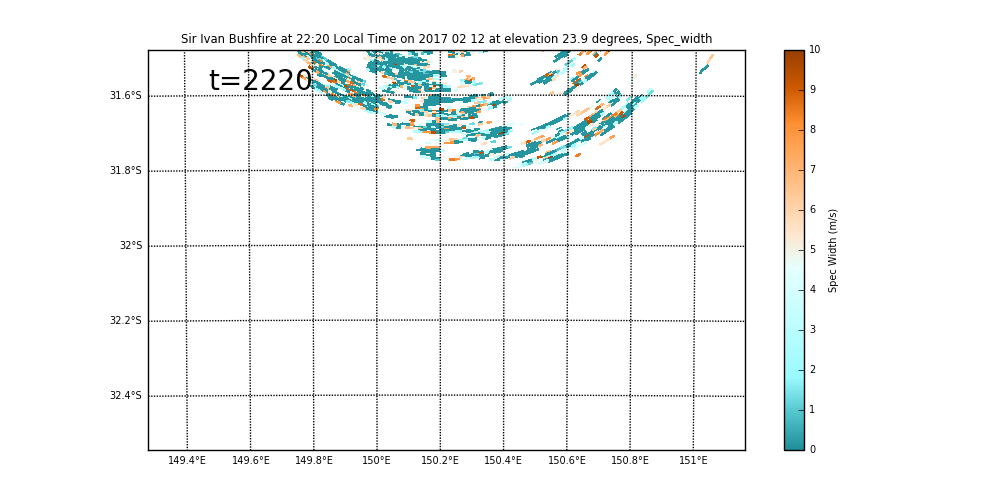 Sir Ivan Bushfire at 22:20 Local Time on 2017 02 12 at elevation 23.9 degrees, Spec_width
t=2220
31.6°S
31.8°S
32°S
32.2°S
32.4°S
149.4°E 149.6°E 149.8°E 150°E 150.2°E 150.4°E 150.6°E 150.8°E 151°E
10
9
8
7
6
5
4
3
2
1
0
Spec Width (m/s)